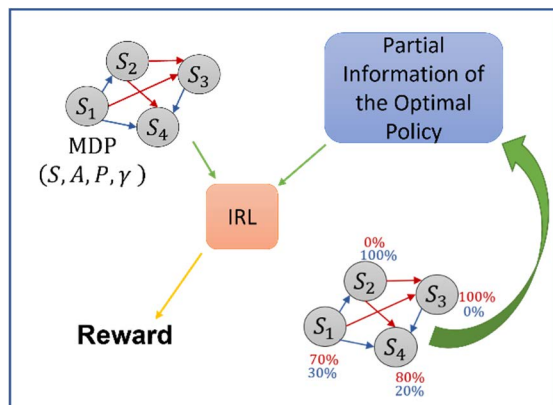 S₂
S₃
S₁
S₄
MDP
(S, A, P, γ )
Partial
Information of
the Optimal
Policy
IRL
Reward
0%
100%
S₂
S₃
100%
0%
S₁
S₄
70%
30%
80%
20%